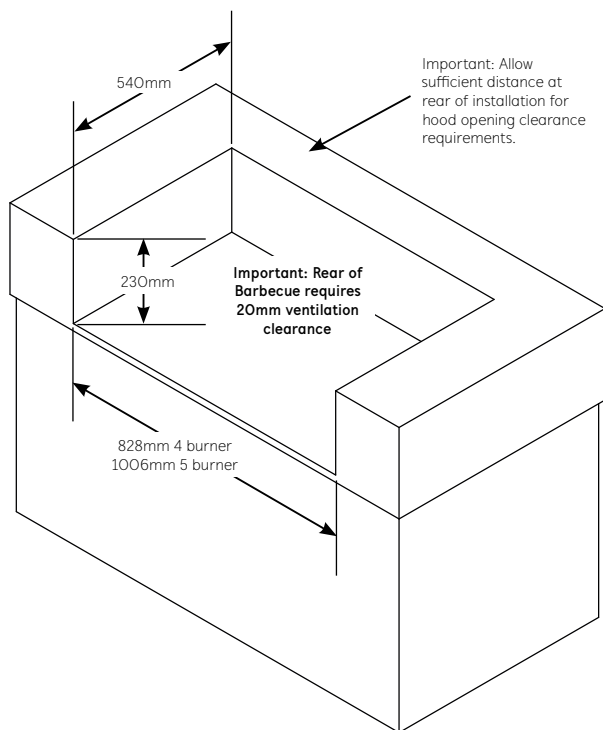 540mm
Important: Allow
sufficient distance at
rear of installation for
hood opening clearance
requirements.
230mm
Important: Rear of
Barbecue requires
20mm ventilation
clearance
828mm 4 burner
1006mm 5 burner